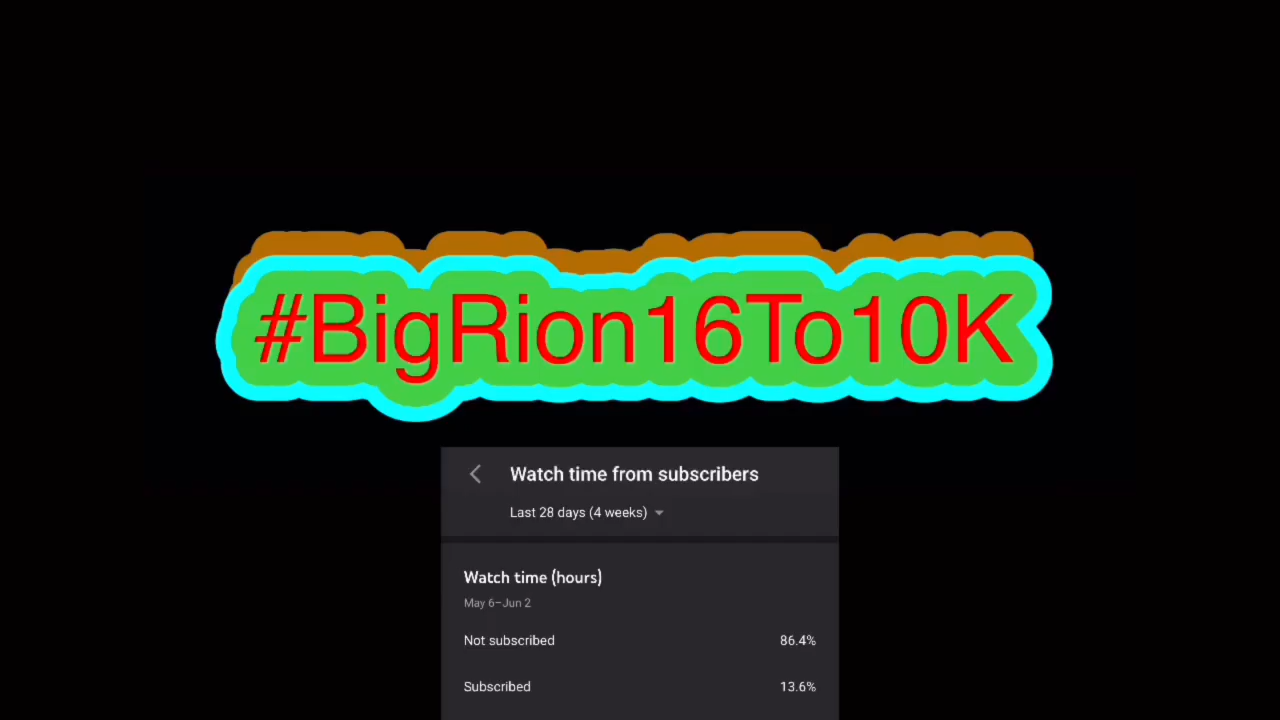 #BigRion16To10K
Watch time from subscribers
Last 28 days (4 weeks)
Watch time (hours)
May 6–Jun 2
Not subscribed 86.4%
Subscribed 13.6%